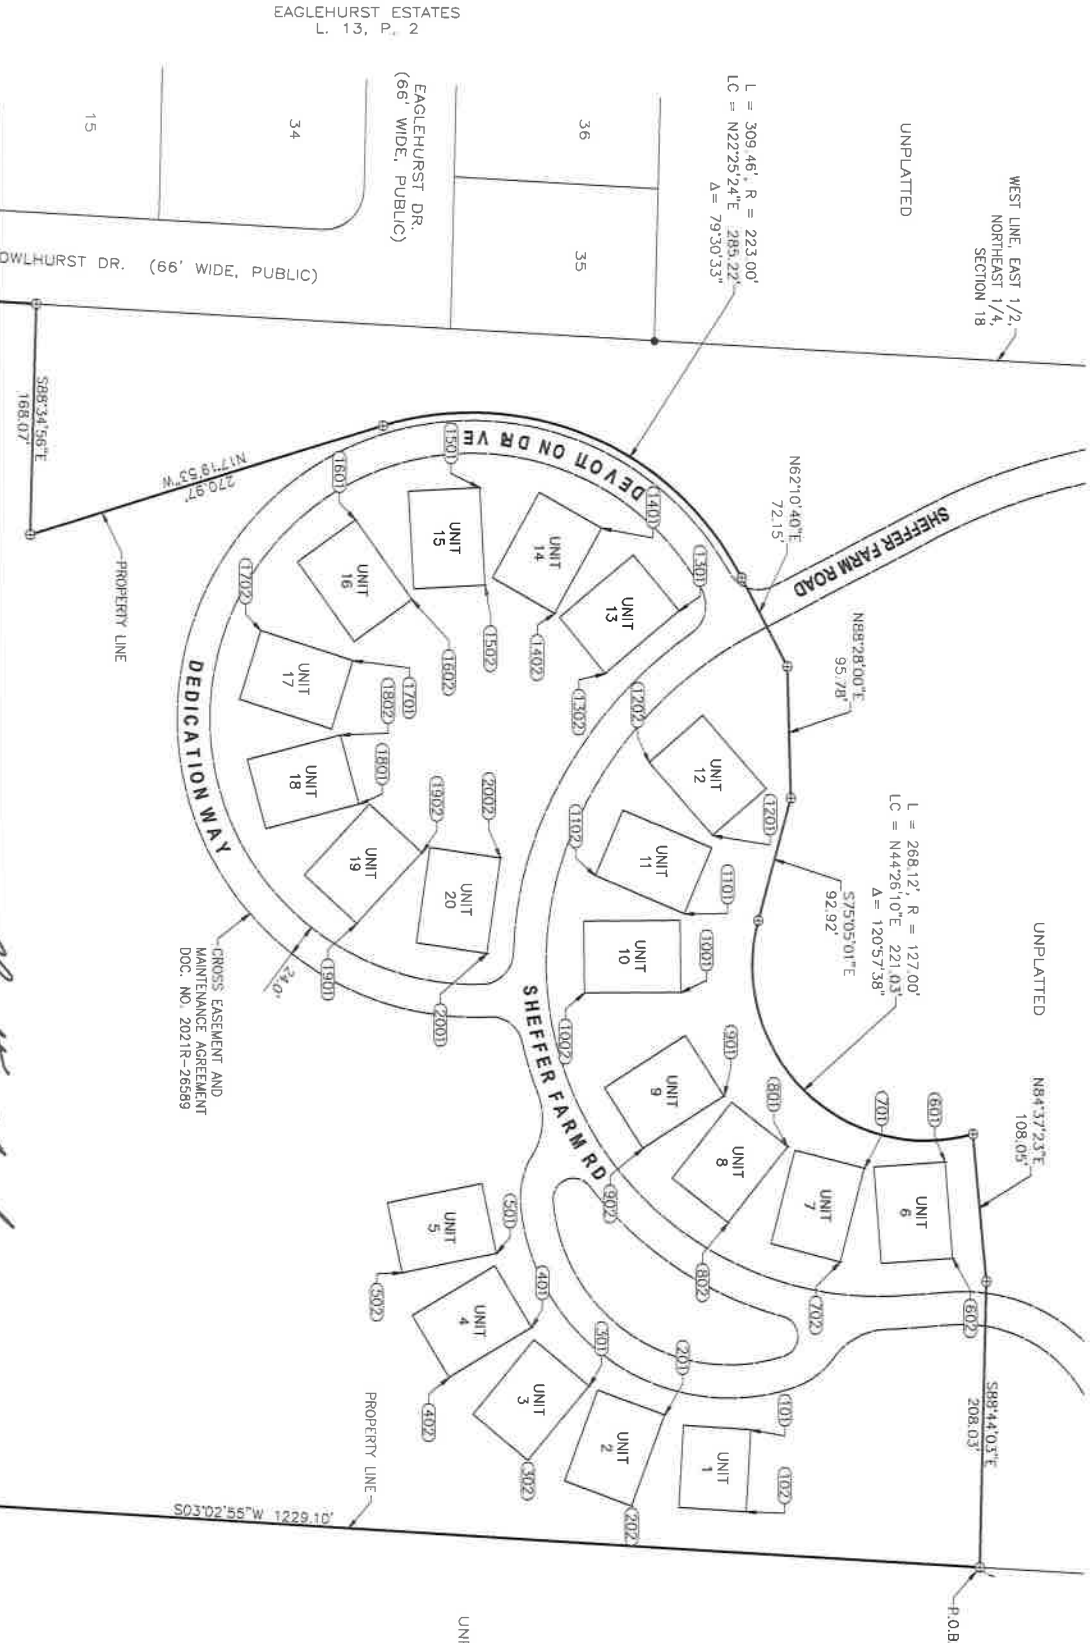 EAGLEHURST ESTATES
L. 13, P. 2
UNPLATTED
WEST LINE, EAST 1/2,
NORTHEAST 1/4,
SECTION 18
L = 309.46', R = 223.00'
LC = N22°25'24"E 285.22'
Δ= 79°30'33"
EAGLEHURST DR.
(66' WIDE, PUBLIC)
36
35
34
15
OWLHURST DR. (66' WIDE, PUBLIC)
S88°34'56"E
168.07'
N17°19'53"W
270.97'
PROPERTY LINE
N62°10'40"E
72.15'
SHEFFER FARM ROAD
N88°28'00"E
95.78'
L = 268.12', R = 127.00'
LC = N44°26'10"E 221.03'
Δ= 120°57'38"
S75°05'01"E
92.92'
UNPLATTED
N84°37'23"E
108.05'
S88°44'03"E
208.03'
P.O.B.
DEVOTION DRIVE
DEDICATION WAY
SHEFFER FARM RD
CROSS EASEMENT AND
MAINTENANCE AGREEMENT
DOC. NO. 2021R-26589
24.0'
PROPERTY LINE
S03°02'55"W 1229.10'
UNIT
1
101
102
UNIT
2
201
202
UNIT
3
301
302
UNIT
4
401
402
UNIT
5
501
502
UNIT
6
601
602
UNIT
7
701
702
UNIT
8
801
802
UNIT
9
901
902
UNIT
10
1001
1002
UNIT
11
1101
1102
UNIT
12
1201
1202
UNIT
13
1301
1302
UNIT
14
1401
1402
UNIT
15
1501
1502
UNIT
16
1601
1602
UNIT
17
1701
1702
UNIT
18
1801
1802
UNIT
19
1901
1902
UNIT
20
2001
2002
UNI